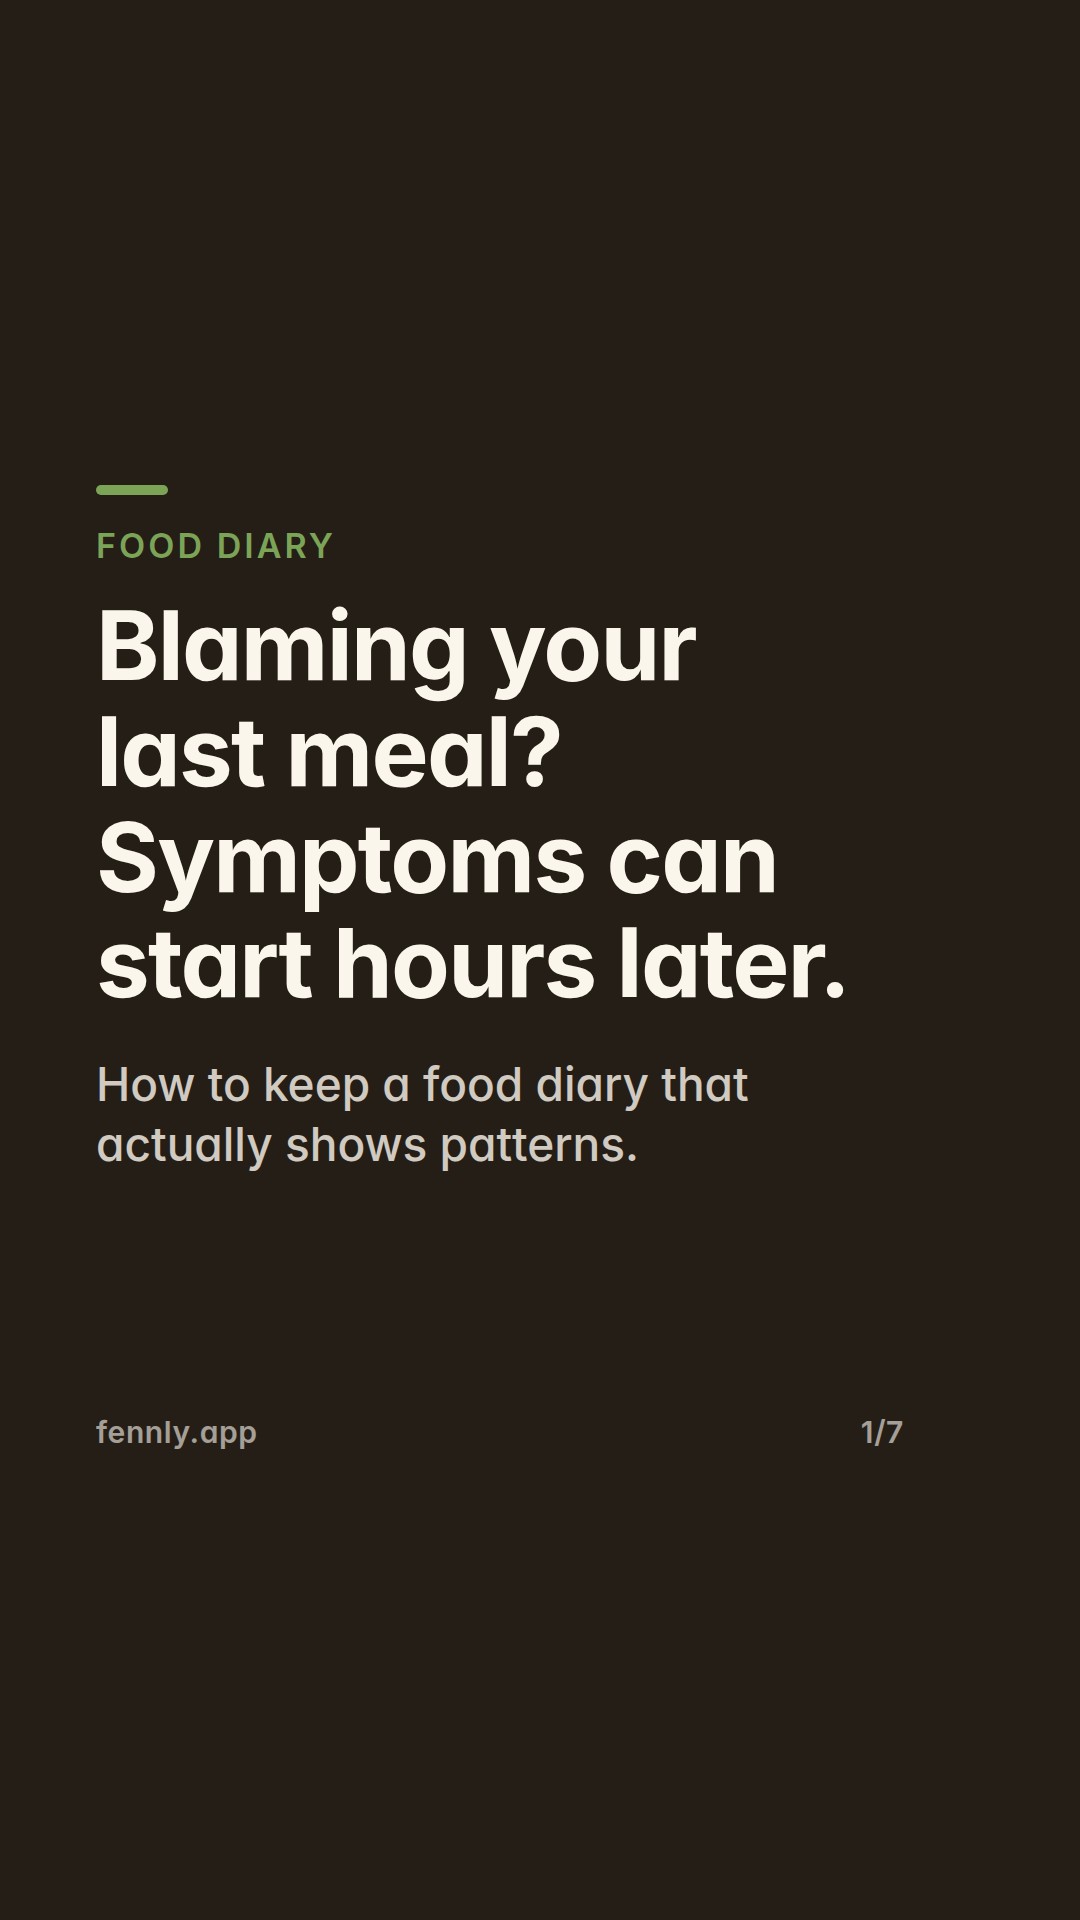 FOOD DIARY
Blaming your
last meal?
Symptoms can
start hours later.
How to keep a food diary that
actually shows patterns.
fennly.app
1/7